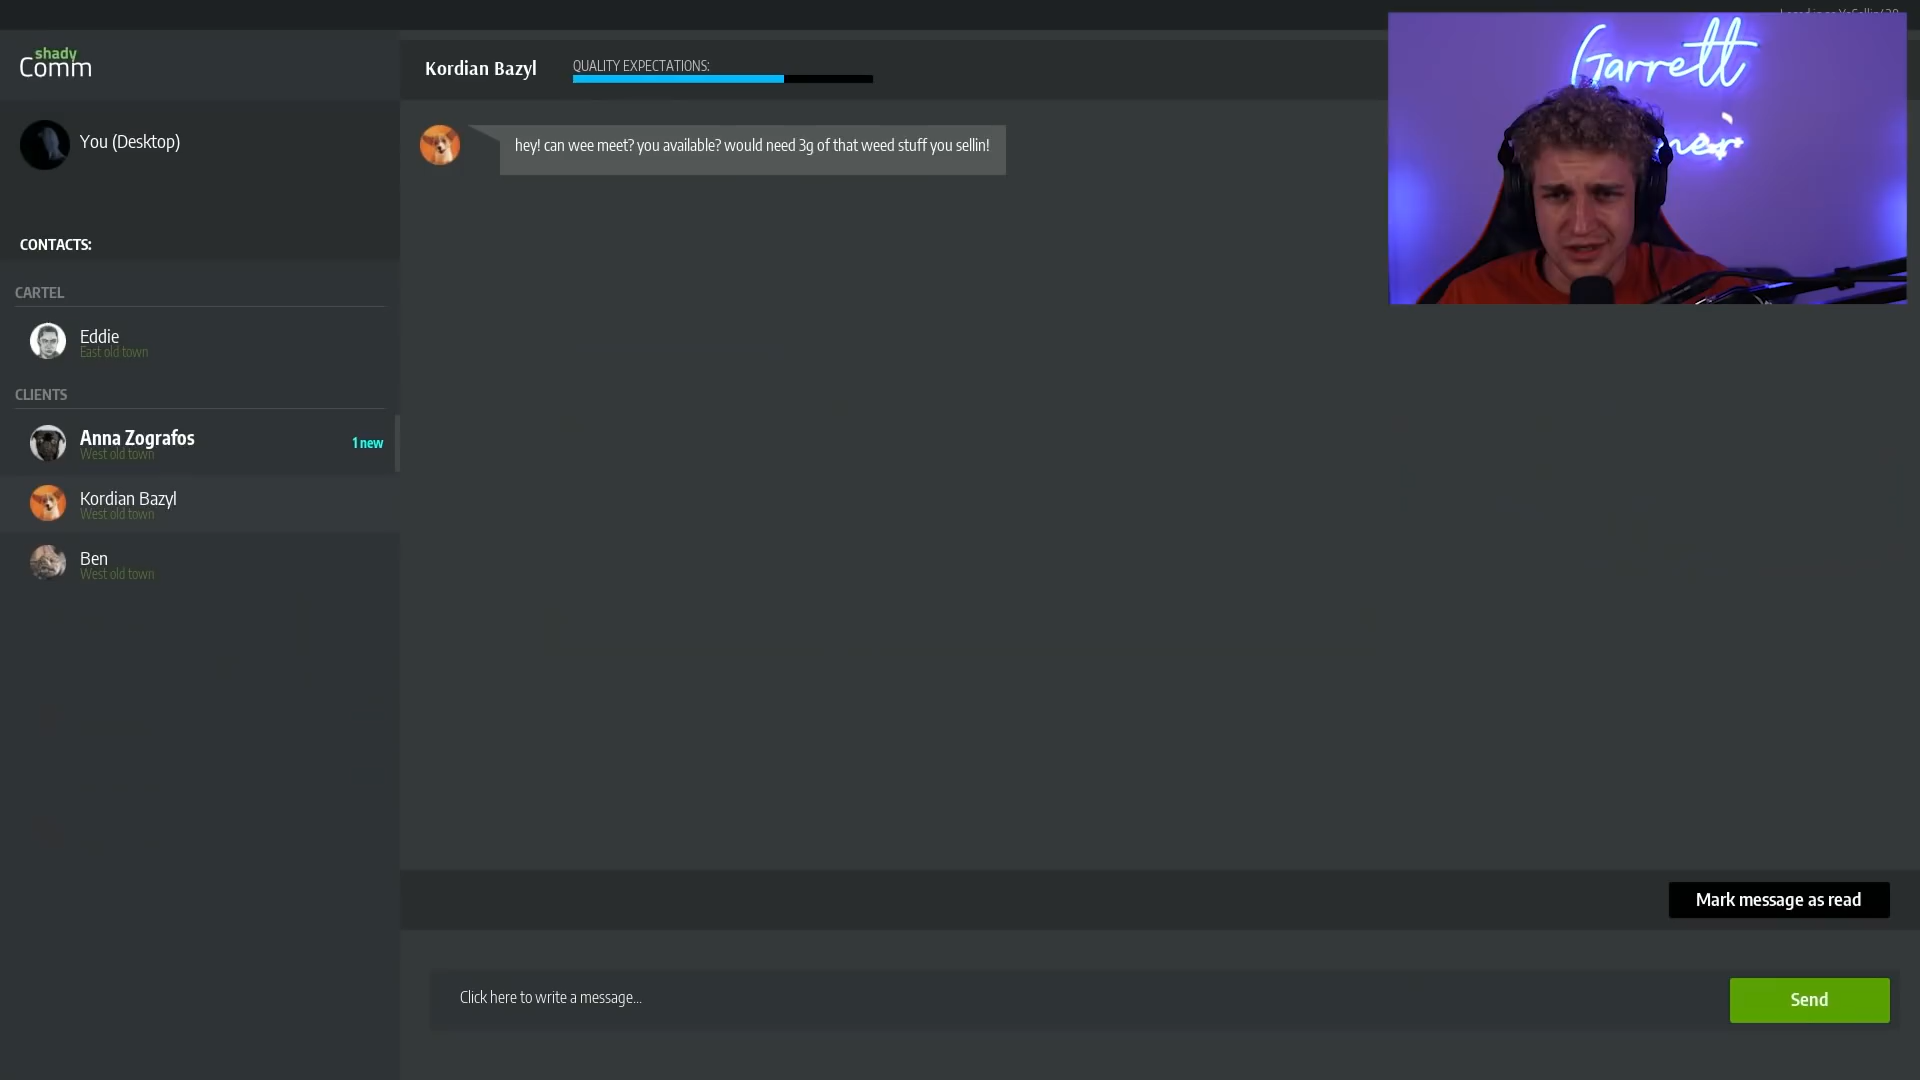 shady
Comm
You (Desktop)
CONTACTS:
CARTEL
Eddie
East old town
CLIENTS
Anna Zografos
West old town
1 new
Kordian Bazyl
West old town
Ben
West old town
Kordian Bazyl
QUALITY EXPECTATIONS:
hey! can wee meet? you available? would need 3g of that weed stuff you sellin!
Garrett
Mark message as read
Click here to write a message...
Send